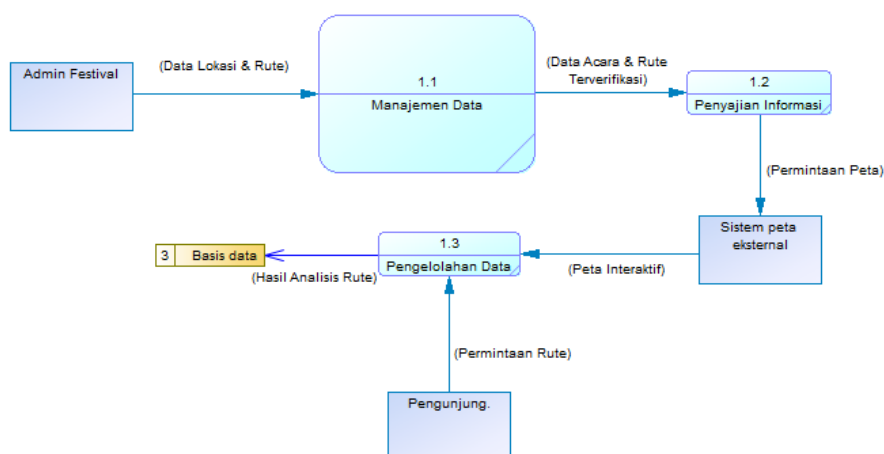 Admin Festival
(Data Lokasi & Rute)
1.1
Manajemen Data
(Data Acara & Rute
Terverifikasi)
1.2
Penyajian Informasi
(Permintaan Peta)
Sistem peta
eksternal
(Peta Interaktif)
1.3
Pengelolahan Data
3 Basis data
(Hasil Analisis Rute)
(Permintaan Rute)
Pengunjung.